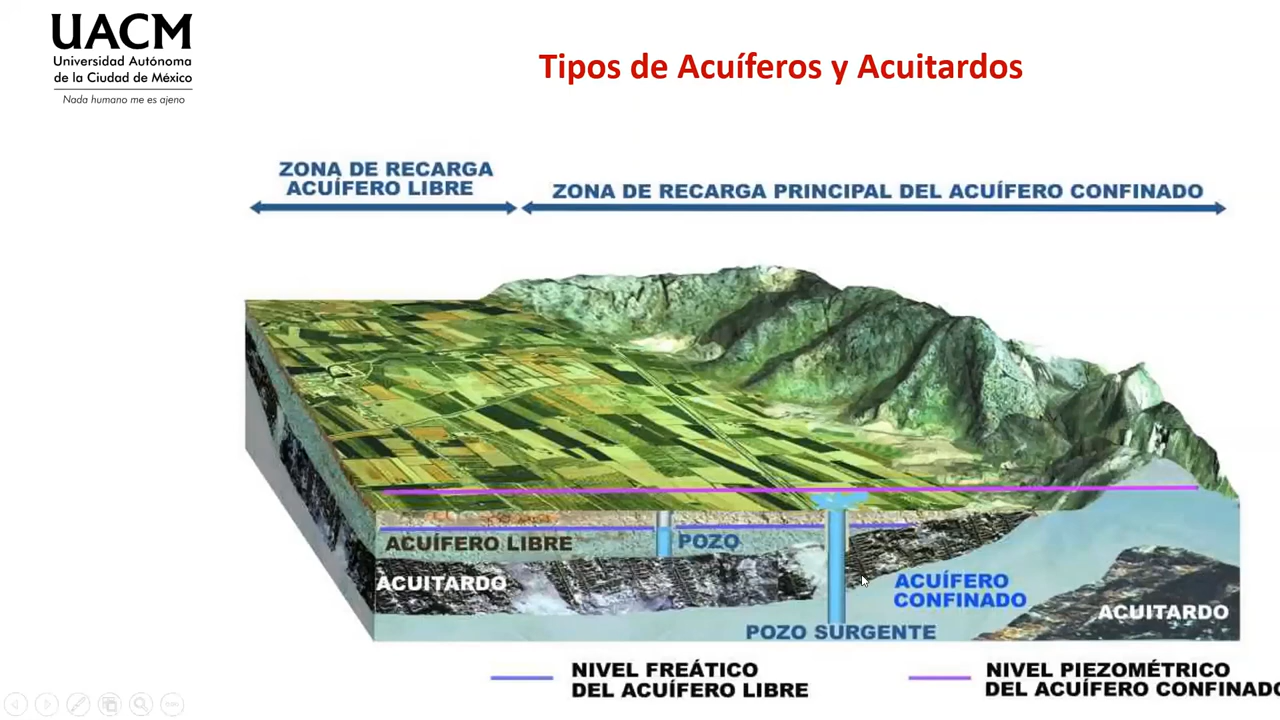 UACM
Universidad Autónoma
de la Ciudad de México
Nada humano me es ajeno
Tipos de Acuíferos y Acuitardos
ZONA DE RECARGA
ACUÍFERO LIBRE
ZONA DE RECARGA PRINCIPAL DEL ACUÍFERO CONFINADO
ACUÍFERO LIBRE
POZO
ACUITARDO
ACUÍFERO
CONFINADO
ACUITARDO
POZO SURGENTE
NIVEL FREÁTICO
DEL ACUÍFERO LIBRE
NIVEL PIEZOMÉTRICO
DEL ACUÍFERO CONFINADO